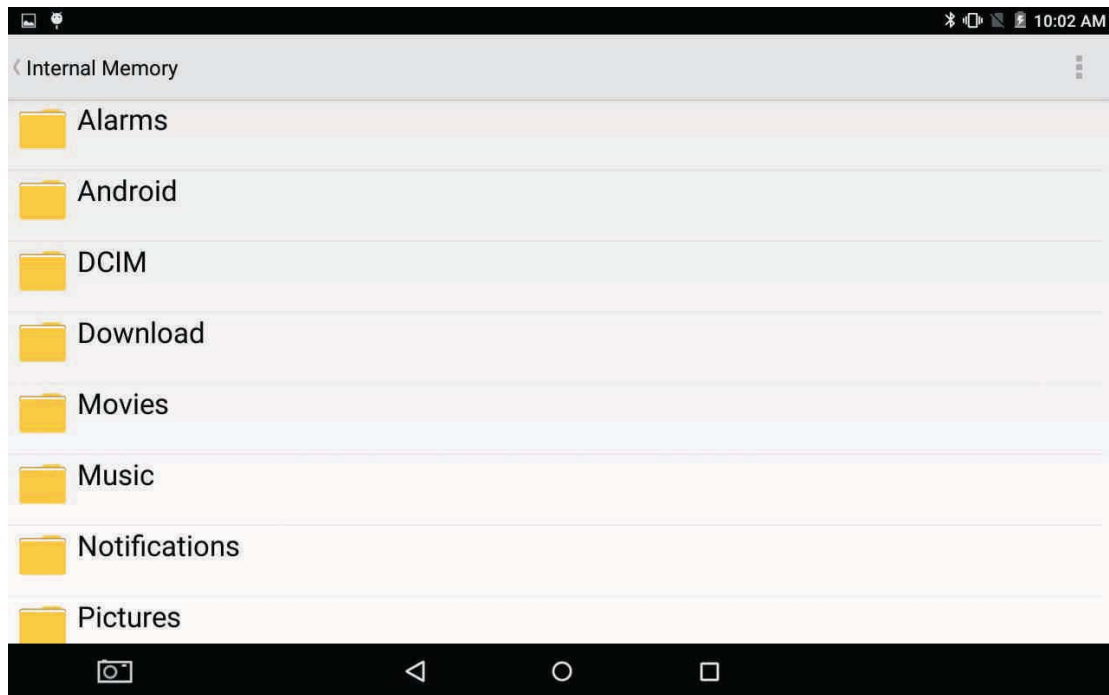 10:02 AM
Internal Memory
Alarms
Android
DCIM
Download
Movies
Music
Notifications
Pictures